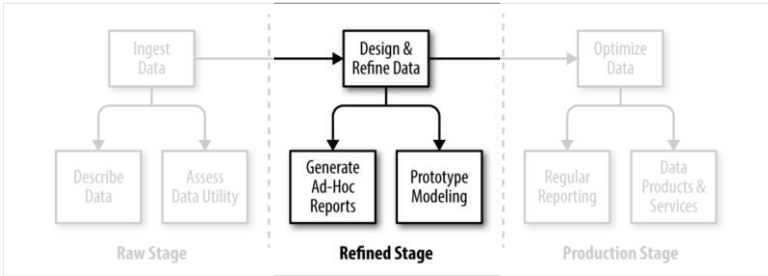 Ingest
Data
Design &
Refine Data
Optimize
Data
Describe
Data
Assess
Data Utility
Generate
Ad-Hoc
Reports
Prototype
Modeling
Regular
Reporting
Data
Products &
Services
Raw Stage
Refined Stage
Production Stage